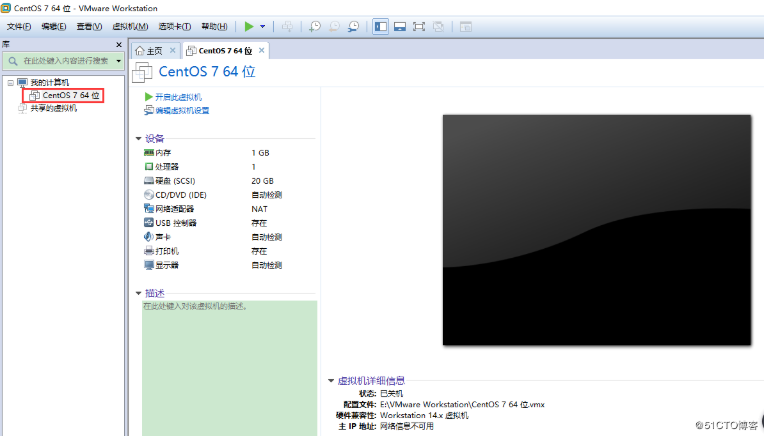 CentOS 7 64 位 - VMware Workstation
文件(F) 编辑(E) 查看(V) 虚拟机(M) 选项卡(T) 帮助(H)
库
在此处键入内容进行搜索
我的计算机
CentOS 7 64 位
共享的虚拟机
主页 CentOS 7 64 位
CentOS 7 64 位
开启此虚拟机
编辑虚拟机设置
设备
内存 1 GB
处理器 1
硬盘 (SCSI) 20 GB
CD/DVD (IDE) 自动检测
网络适配器 NAT
USB 控制器 存在
声卡 自动检测
打印机 存在
显示器 自动检测
描述
在此处键入对该虚拟机的描述。
虚拟机详细信息
状态: 已关机
配置文件: E:\VMware Workstation\CentOS 7 64 位.vmx
硬件兼容性: Workstation 14.x 虚拟机
主 IP 地址: 网络信息不可用
@51CTO博客